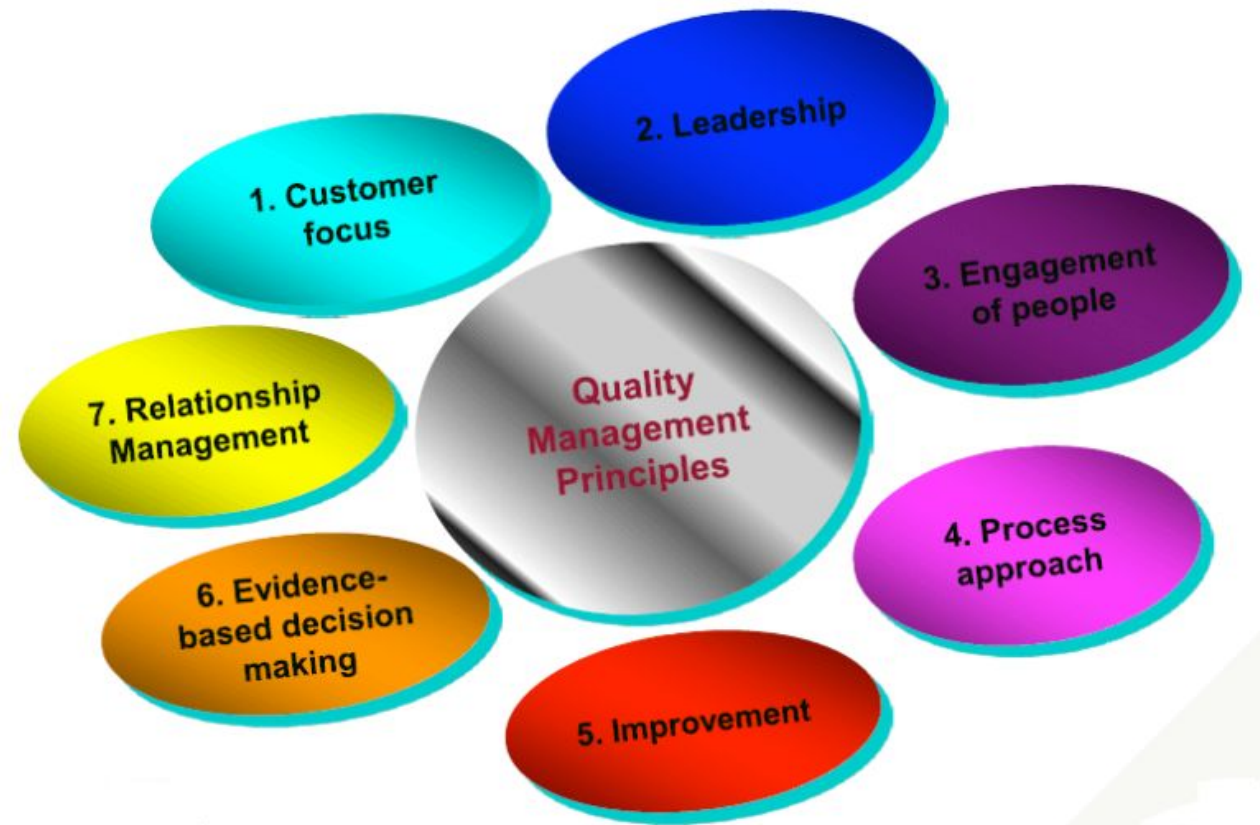 Quality
Management
Principles
1. Customer
focus
2. Leadership
3. Engagement
of people
4. Process
approach
5. Improvement
6. Evidence-
based decision
making
7. Relationship
Management